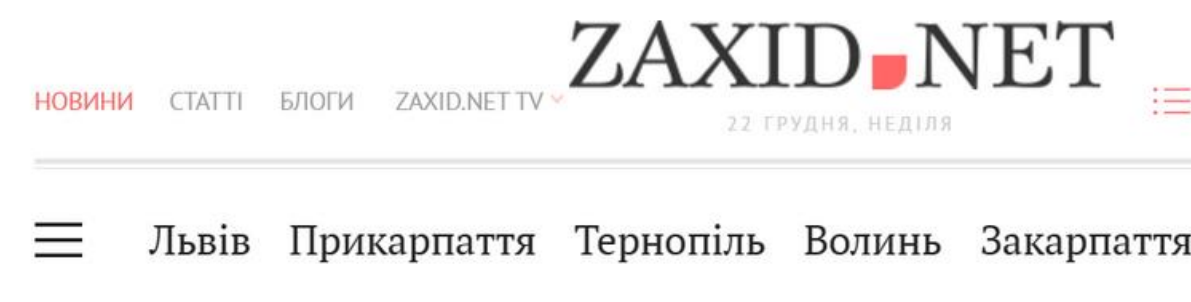 ZAXID.NET
НОВИНИ СТАТТІ БЛОГИ ZAXID.NET TV
22 ГРУДНЯ, НЕДІЛЯ
Львів Прикарпаття Тернопіль Волинь Закарпаття